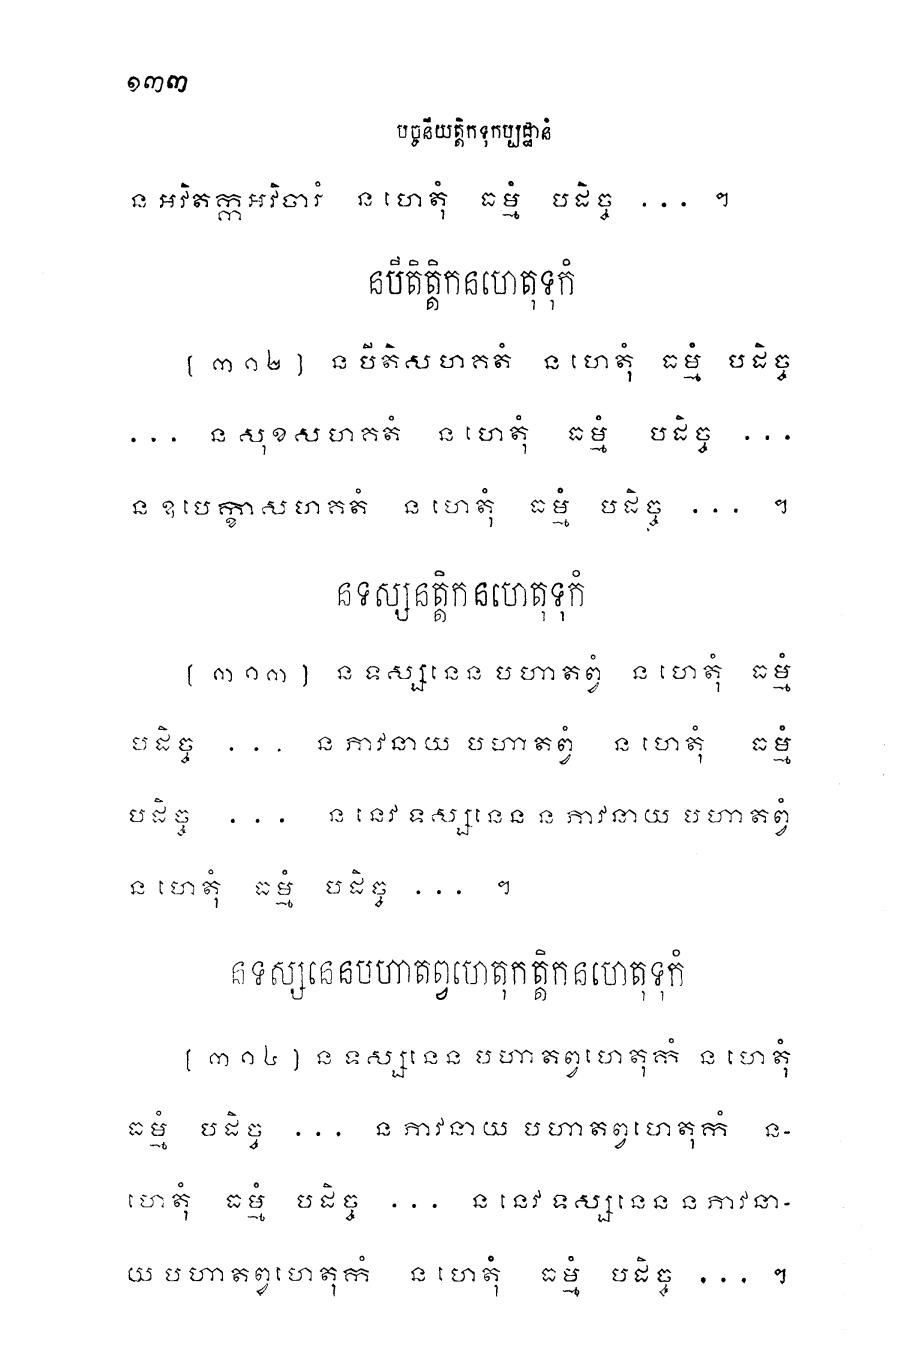 ១៣៣
បច្ចនីយត្តិកទុកប្បដ្ឋានំ
ន អវិតក្កអវិចារំ ន ហេតុំ ធម្មំ បដិច្ច ... ។
នបីតិត្តិកនហេតុទុកំ
[៣១២] ន បីតិសហគតំ ន ហេតុំ ធម្មំ បដិច្ច
... ន សុខសហគតំ ន ហេតុំ ធម្មំ បដិច្ច ...
ន ឧបេក្ខាសហគតំ ន ហេតុំ ធម្មំ បដិច្ច ... ។
នទស្សនត្តិកនហេតុទុកំ
[៣១៣] ន ទស្សនេន បហាតព្វំ ន ហេតុំ ធម្មំ
បដិច្ច ... ន ភាវនាយ បហាតព្វំ ន ហេតុំ ធម្មំ
បដិច្ច ... ន នេវ ទស្សនេន ន ភាវនាយ បហាតព្វំ
ន ហេតុំ ធម្មំ បដិច្ច ... ។
នទស្សនេនបហាតព្វហេតុកត្តិកនហេតុទុកំ
[៣១៤] ន ទស្សនេន បហាតព្វហេតុកំ ន ហេតុំ
ធម្មំ បដិច្ច ... ន ភាវនាយ បហាតព្វហេតុកំ ន-
ហេតុំ ធម្មំ បដិច្ច ... ន នេវ ទស្សនេន ន ភាវនា-
យ បហាតព្វហេតុកំ ន ហេតុំ ធម្មំ បដិច្ច ... ។